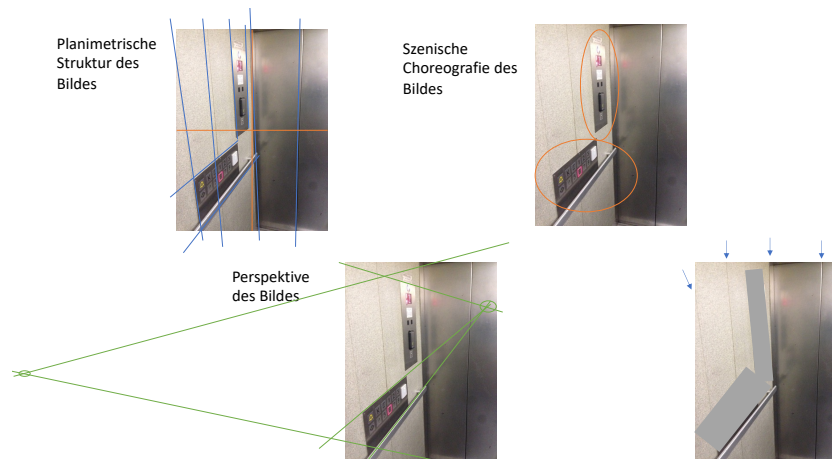 Planimetrische
Struktur des
Bildes
Szenische
Choreografie des
Bildes
Perspektive
des Bildes